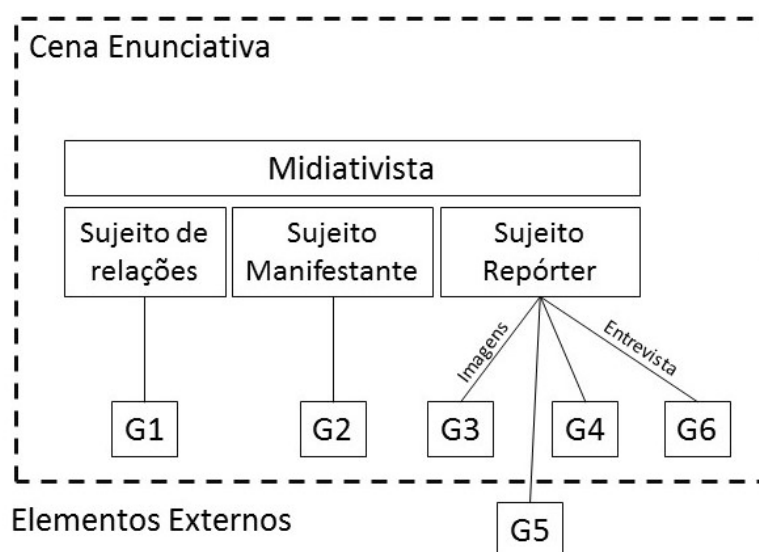 Cena Enunciativa
Midiativista
Sujeito de
relações
Sujeito
Manifestante
Sujeito
Repórter
Imagens
Entrevista
G1
G2
G3
G4
G6
G5
Elementos Externos